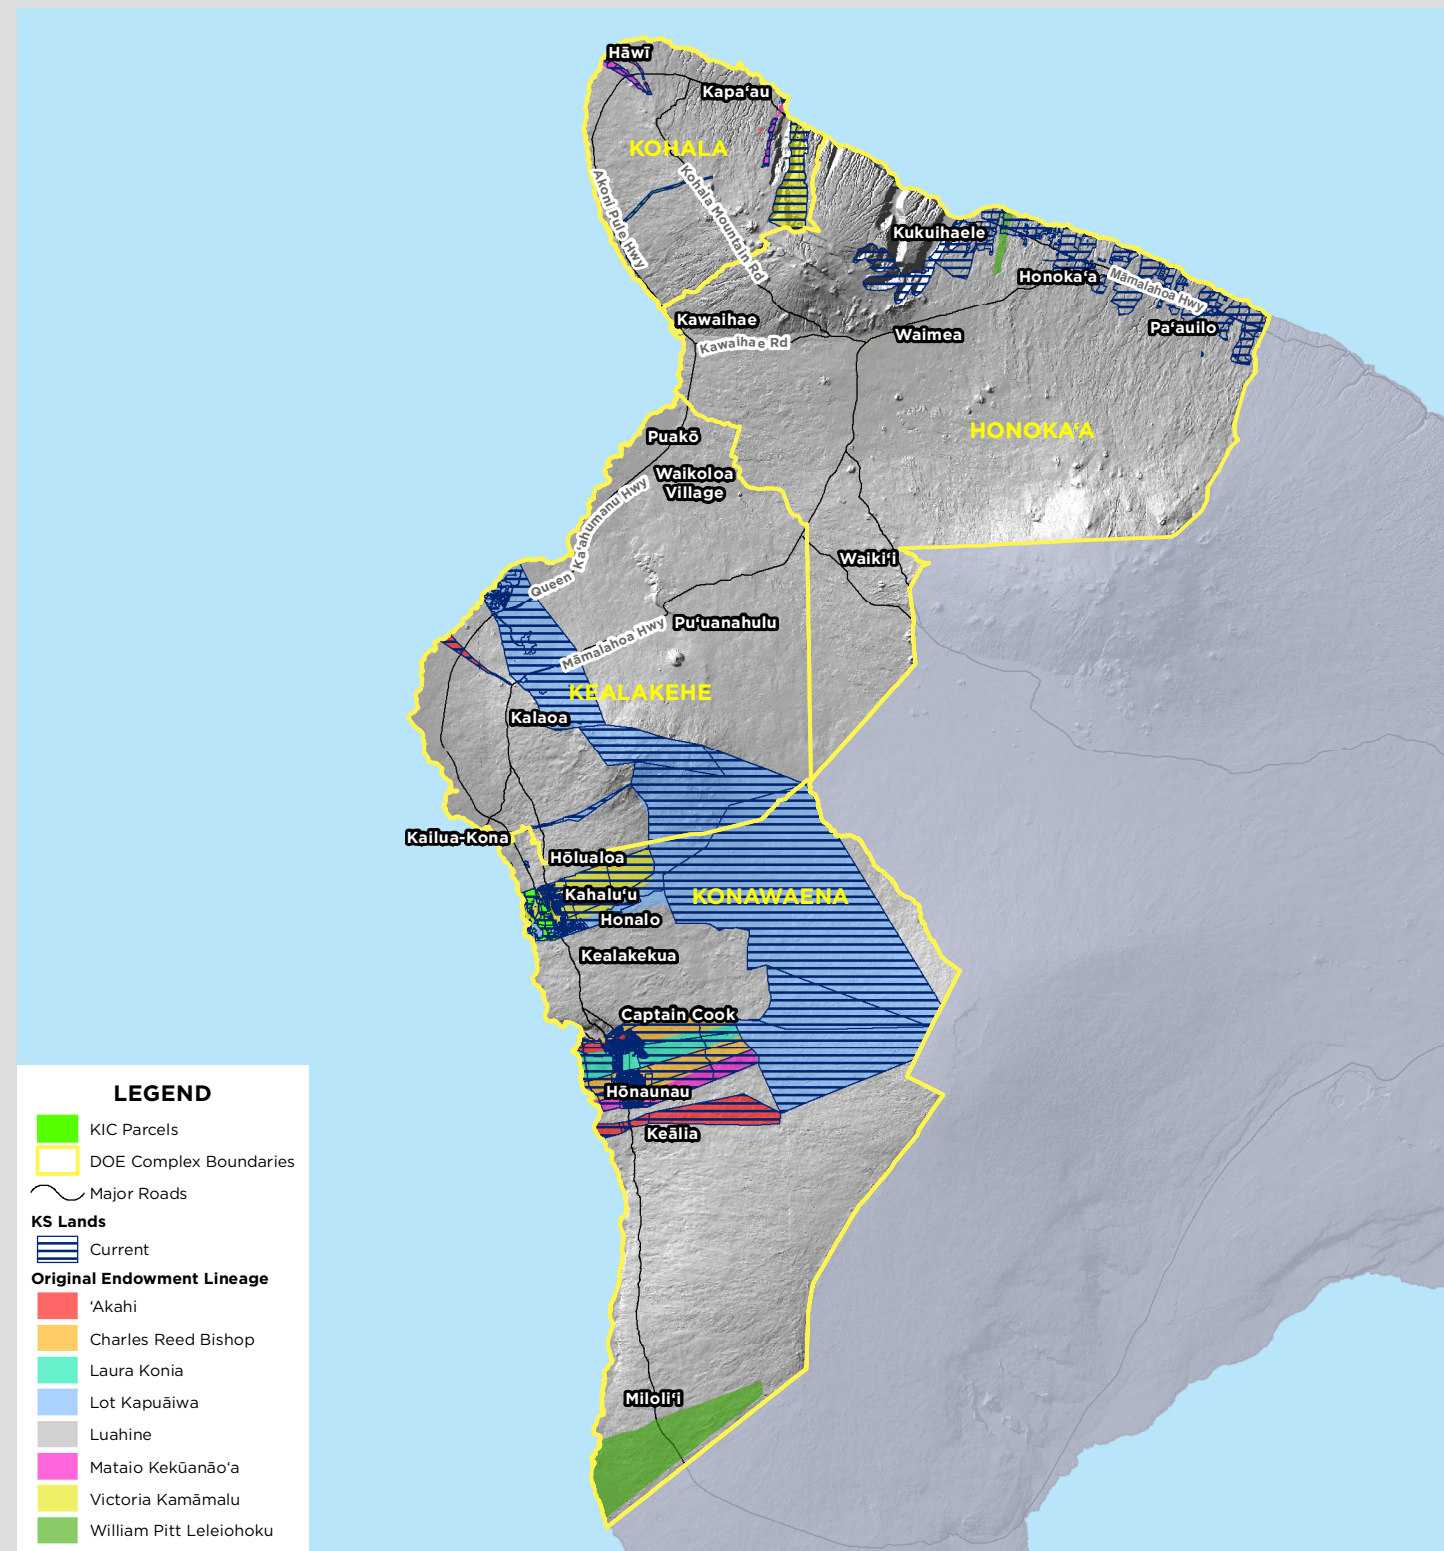 Hāwī
Kapaʻau
KOHALA
Akoni Pule Hwy
Kohala Mountain Rd
Kukuihaele
Honokaʻa
Māmalahoa Hwy
Paʻauilo
Kawaihae
Kawaihae Rd
Waimea
HONOKAʻA
Puakō
Waikoloa
Village
Queen Kaʻahumanu Hwy
Waikiʻi
Puʻuanahulu
Māmalahoa Hwy
KEALAKEHE
Kalaoa
Kailua-Kona
Hōlualoa
Kahaluʻu
KONAWAENA
Honalo
Kealakekua
Captain Cook
Hōnaunau
Keālia
Miloliʻi
LEGEND
KIC Parcels
DOE Complex Boundaries
Major Roads
KS Lands
Current
Original Endowment Lineage
ʻAkahi
Charles Reed Bishop
Laura Konia
Lot Kapuāiwa
Luahine
Mataio Kekūanāoʻa
Victoria Kamāmalu
William Pitt Leleiohoku